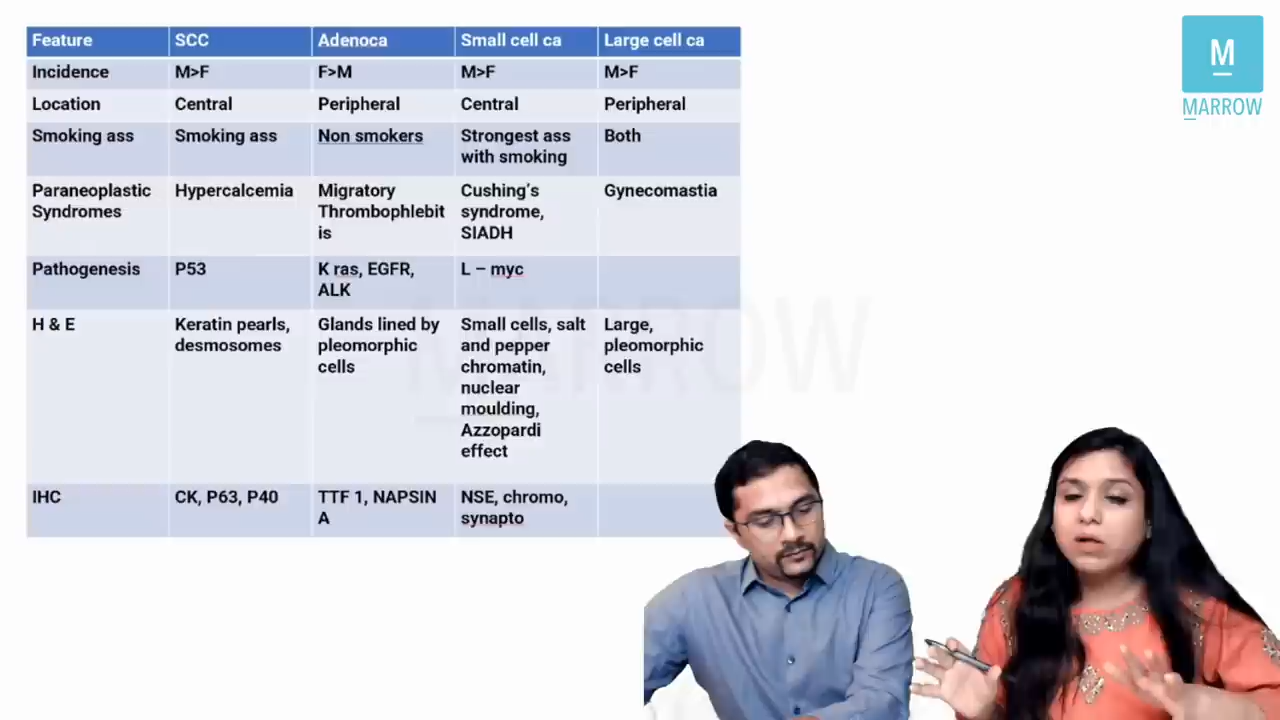 Feature SCC Adenoca Small cell ca Large cell ca
Incidence M>F F>M M>F M>F
Location Central Peripheral Central Peripheral
Smoking ass Smoking ass Non smokers Strongest ass with smoking Both
Paraneoplastic Syndromes Hypercalcemia Migratory Thrombophlebitis Cushing's syndrome, SIADH Gynecomastia
Pathogenesis P53 K ras, EGFR, ALK L – myc
H & E Keratin pearls, desmosomes Glands lined by pleomorphic cells Small cells, salt and pepper chromatin, nuclear moulding, Azzopardi effect Large, pleomorphic cells
IHC CK, P63, P40 TTF 1, NAPSIN A NSE, chromo, synapto
M
MARROW
MARROW